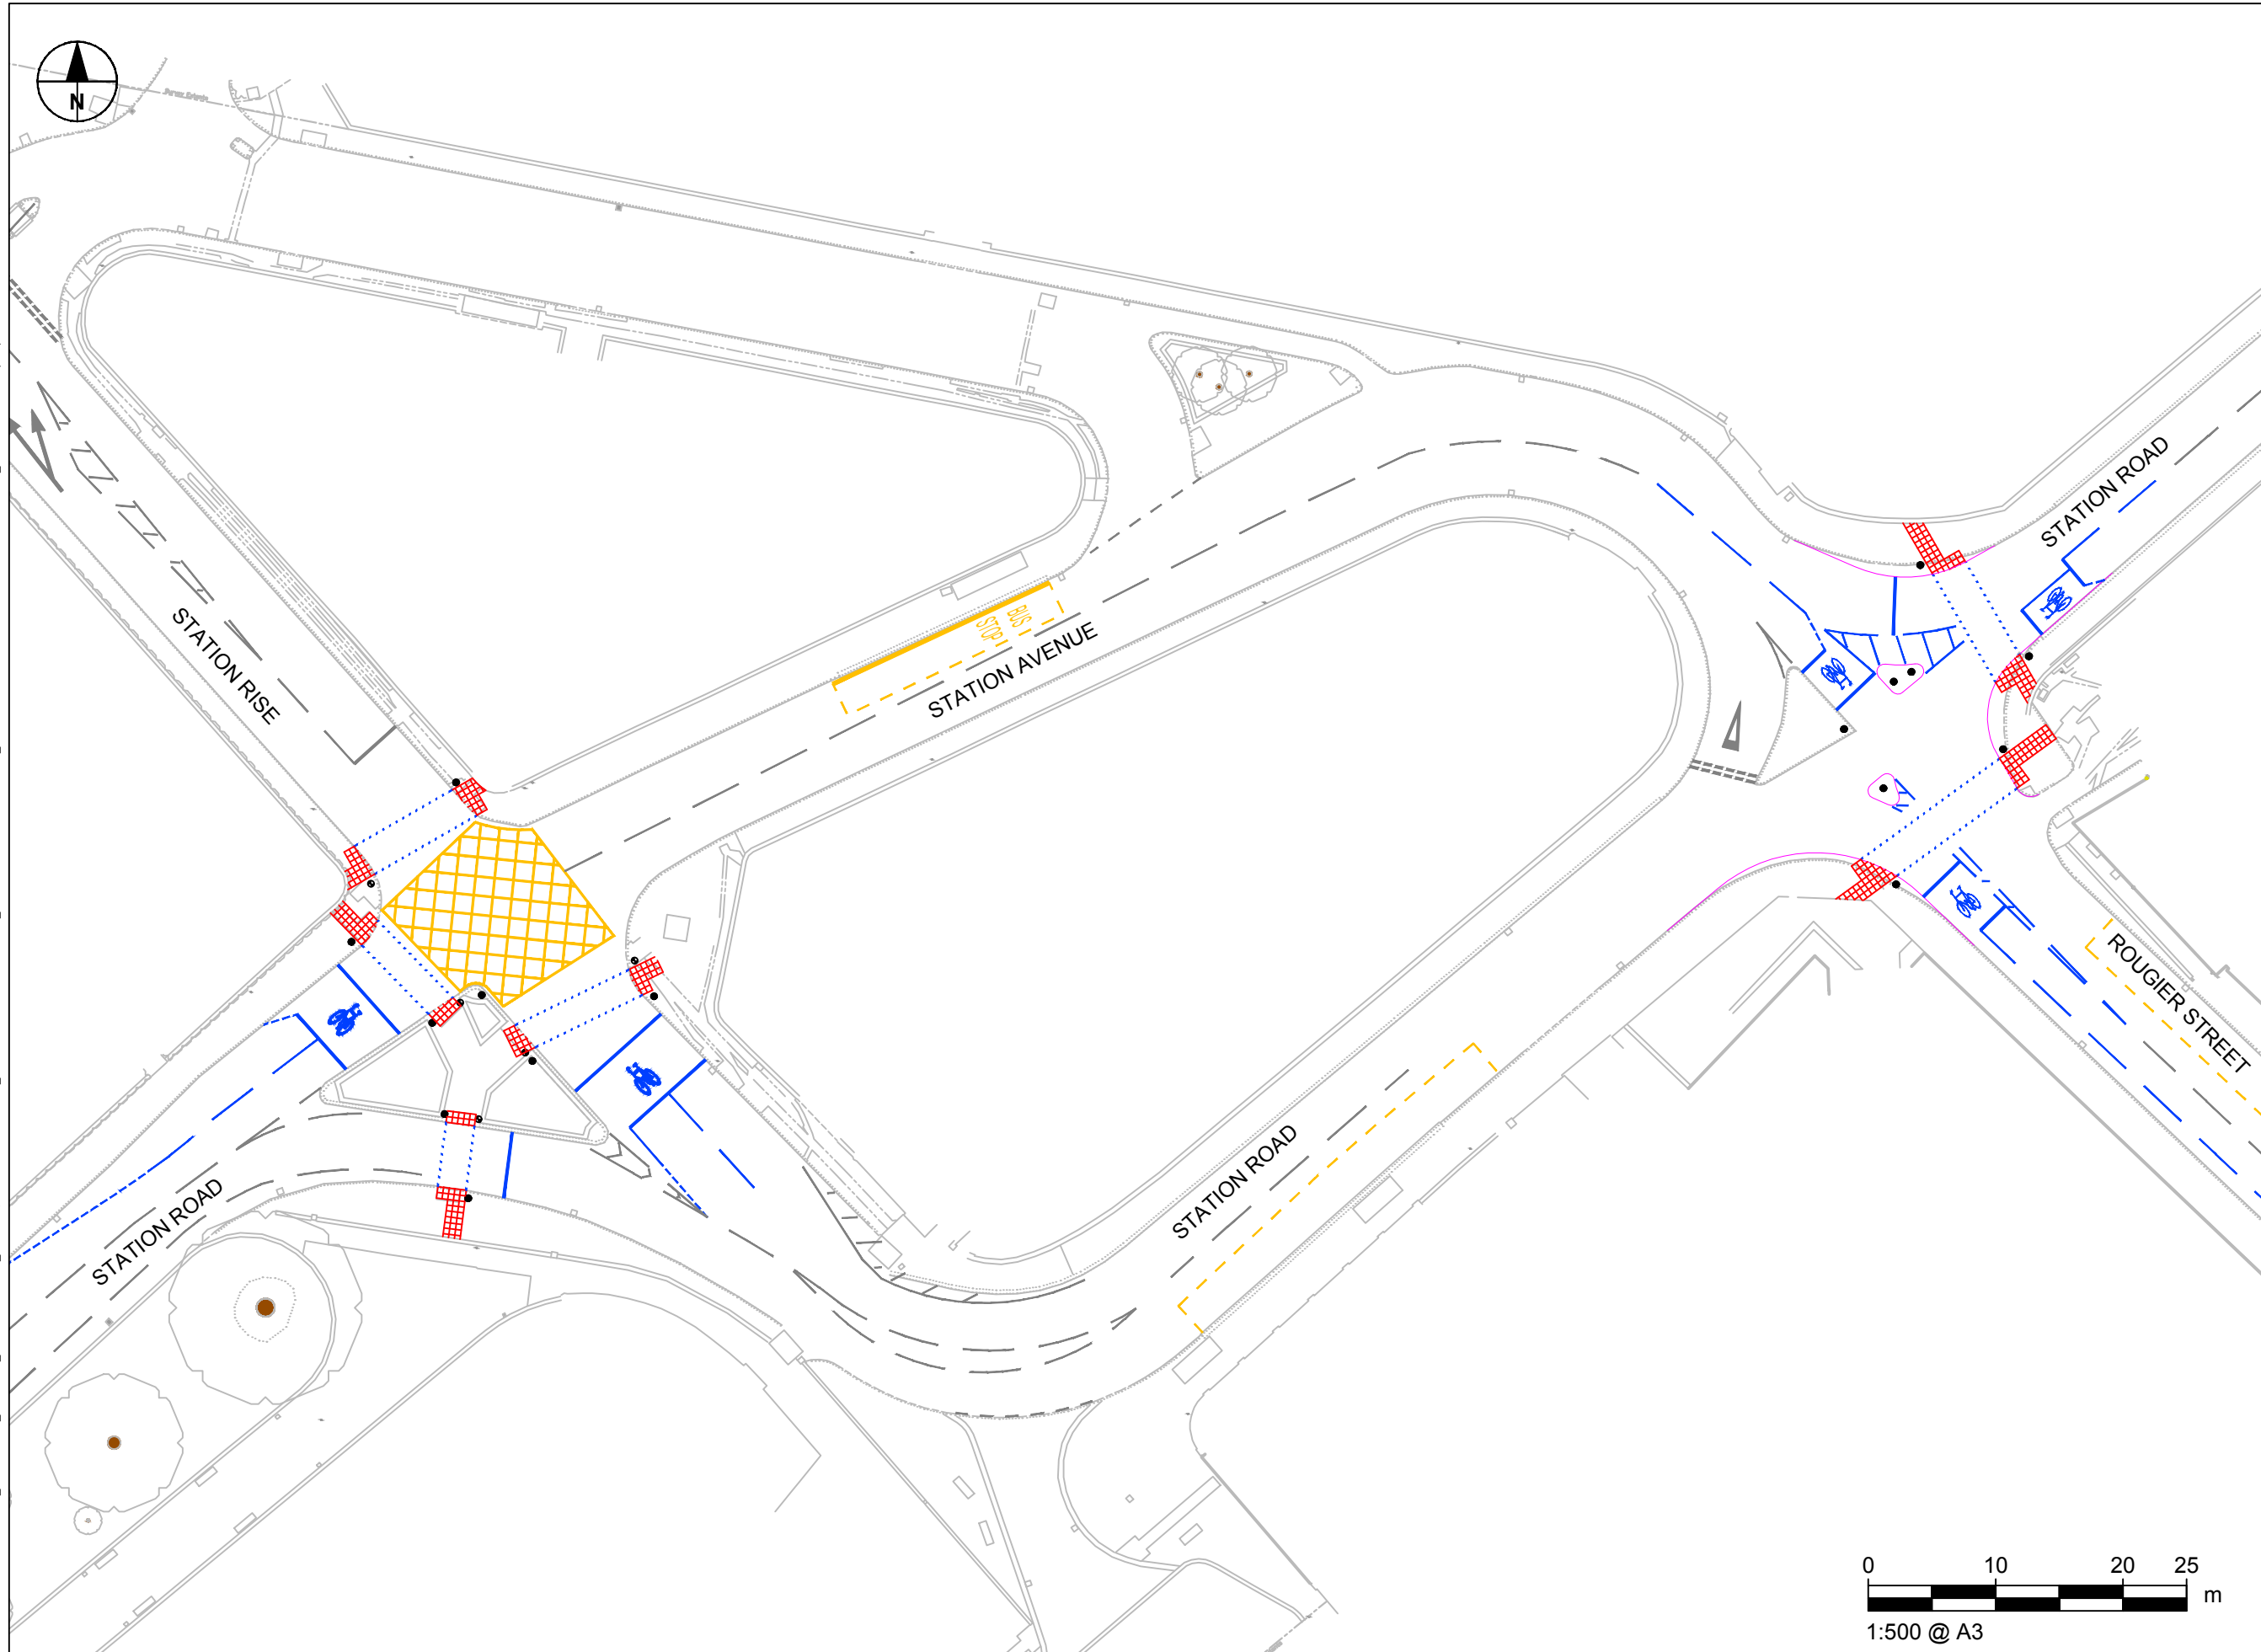 N
STATION ROAD
STATION RISE
BUS
STOP
STATION AVENUE
ROUGIER STREET
STATION ROAD
STATION ROAD
0 10 20 25
m
1:500 @ A3